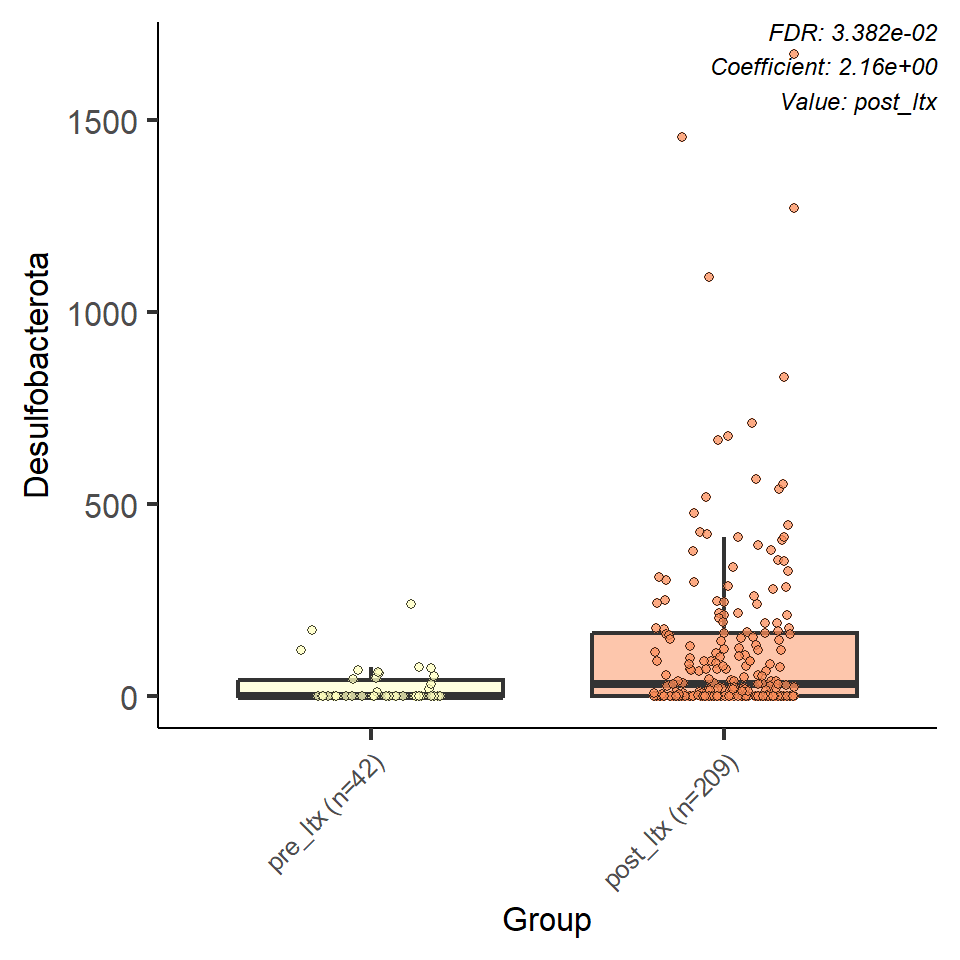 FDR: 3.382e-02
Coefficient: 2.16e+00
Value: post_ltx
1500
1000
500
0
Desulfobacterota
pre_ltx (n=42)
post_ltx (n=209)
Group